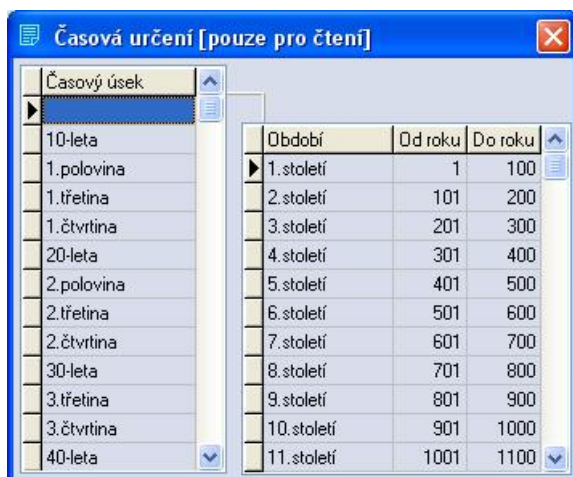 Časová určení [pouze pro čtení]
Časový úsek
10-leta
1.polovina
1.třetina
1.čtvrtina
20-leta
2.polovina
2.třetina
2.čtvrtina
30-leta
3.třetina
3.čtvrtina
40-leta
Období Od roku Do roku
1.století 1 100
2.století 101 200
3.století 201 300
4.století 301 400
5.století 401 500
6.století 501 600
7.století 601 700
8.století 701 800
9.století 801 900
10.století 901 1000
11.století 1001 1100